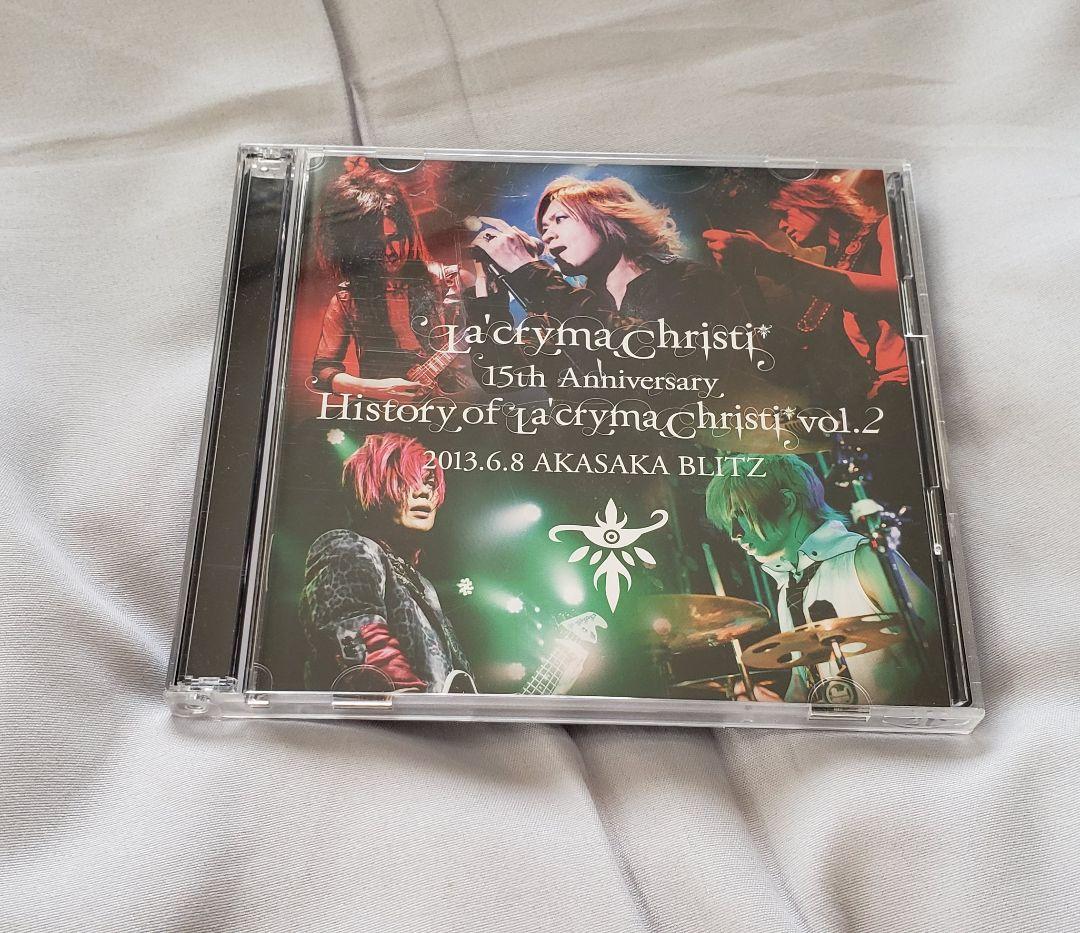 La'cryma Christi
15th Anniversary
History of La'cryma Christi vol.2
2013.6.8 AKASAKA BLITZ